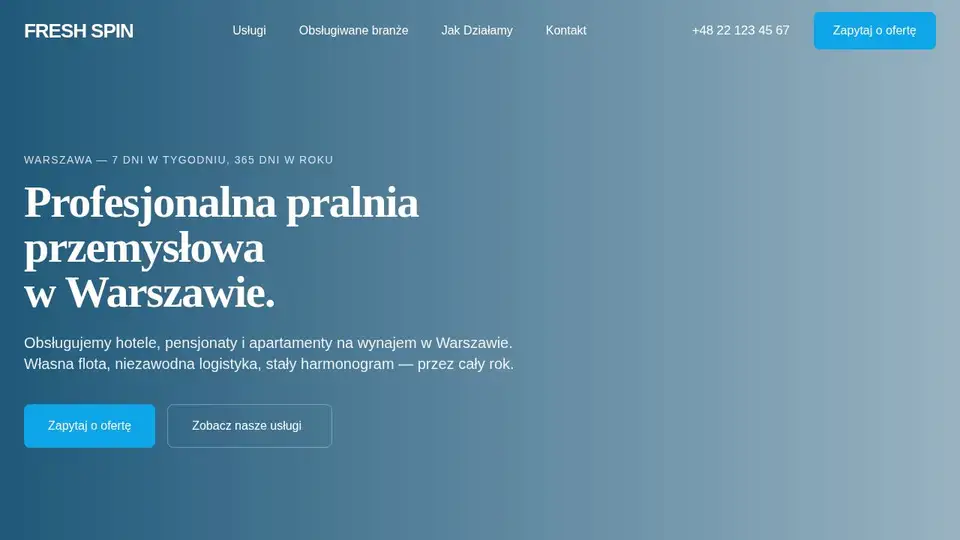 FRESH SPIN
Usługi
Obsługiwane branże
Jak Działamy
Kontakt
+48 22 123 45 67
Zapytaj o ofertę
WARSZAWA — 7 DNI W TYGODNIU, 365 DNI W ROKU
Profesjonalna pralnia
przemysłowa
w Warszawie.
Obsługujemy hotele, pensjonaty i apartamenty na wynajem w Warszawie.
Własna flota, niezawodna logistyka, stały harmonogram — przez cały rok.
Zapytaj o ofertę
Zobacz nasze usługi